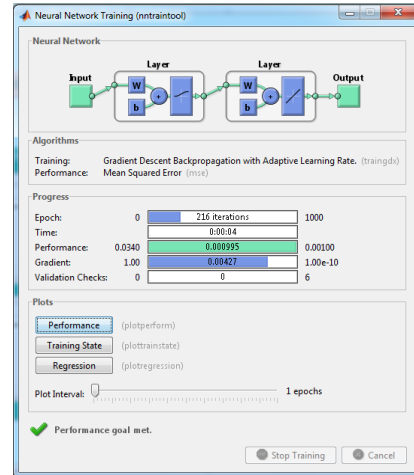 Neural Network Training (nntraintool)
Neural Network
Layer Layer
Input Output
W W
+ +
b b
Algorithms
Training: Gradient Descent Backpropagation with Adaptive Learning Rate. (traingdx)
Performance: Mean Squared Error (mse)
Progress
Epoch: 0 216 iterations 1000
Time: 0:00:04
Performance: 0.0340 0.000995 0.00100
Gradient: 1.00 0.00427 1.00e-10
Validation Checks: 0 0 6
Plots
Performance (plotperform)
Training State (plottrainstate)
Regression (plotregression)
Plot Interval: 1 epochs
Performance goal met.
Stop Training Cancel